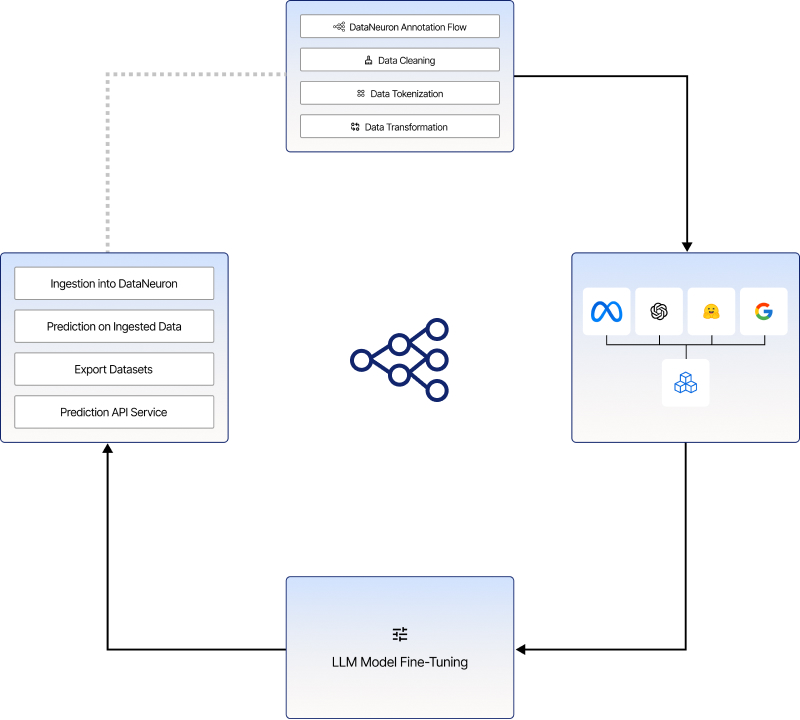 DataNeuron Annotation Flow
Data Cleaning
Data Tokenization
Data Transformation
Ingestion into DataNeuron
Prediction on Ingested Data
Export Datasets
Prediction API Service
LLM Model Fine-Tuning